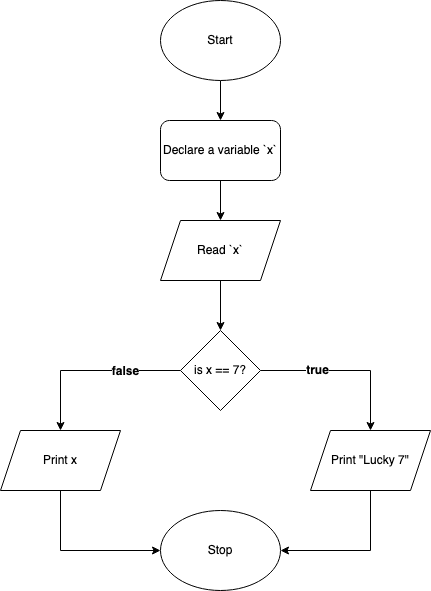 Start
Declare a variable `x`
Read `x`
is x == 7?
false
true
Print x
Print "Lucky 7"
Stop